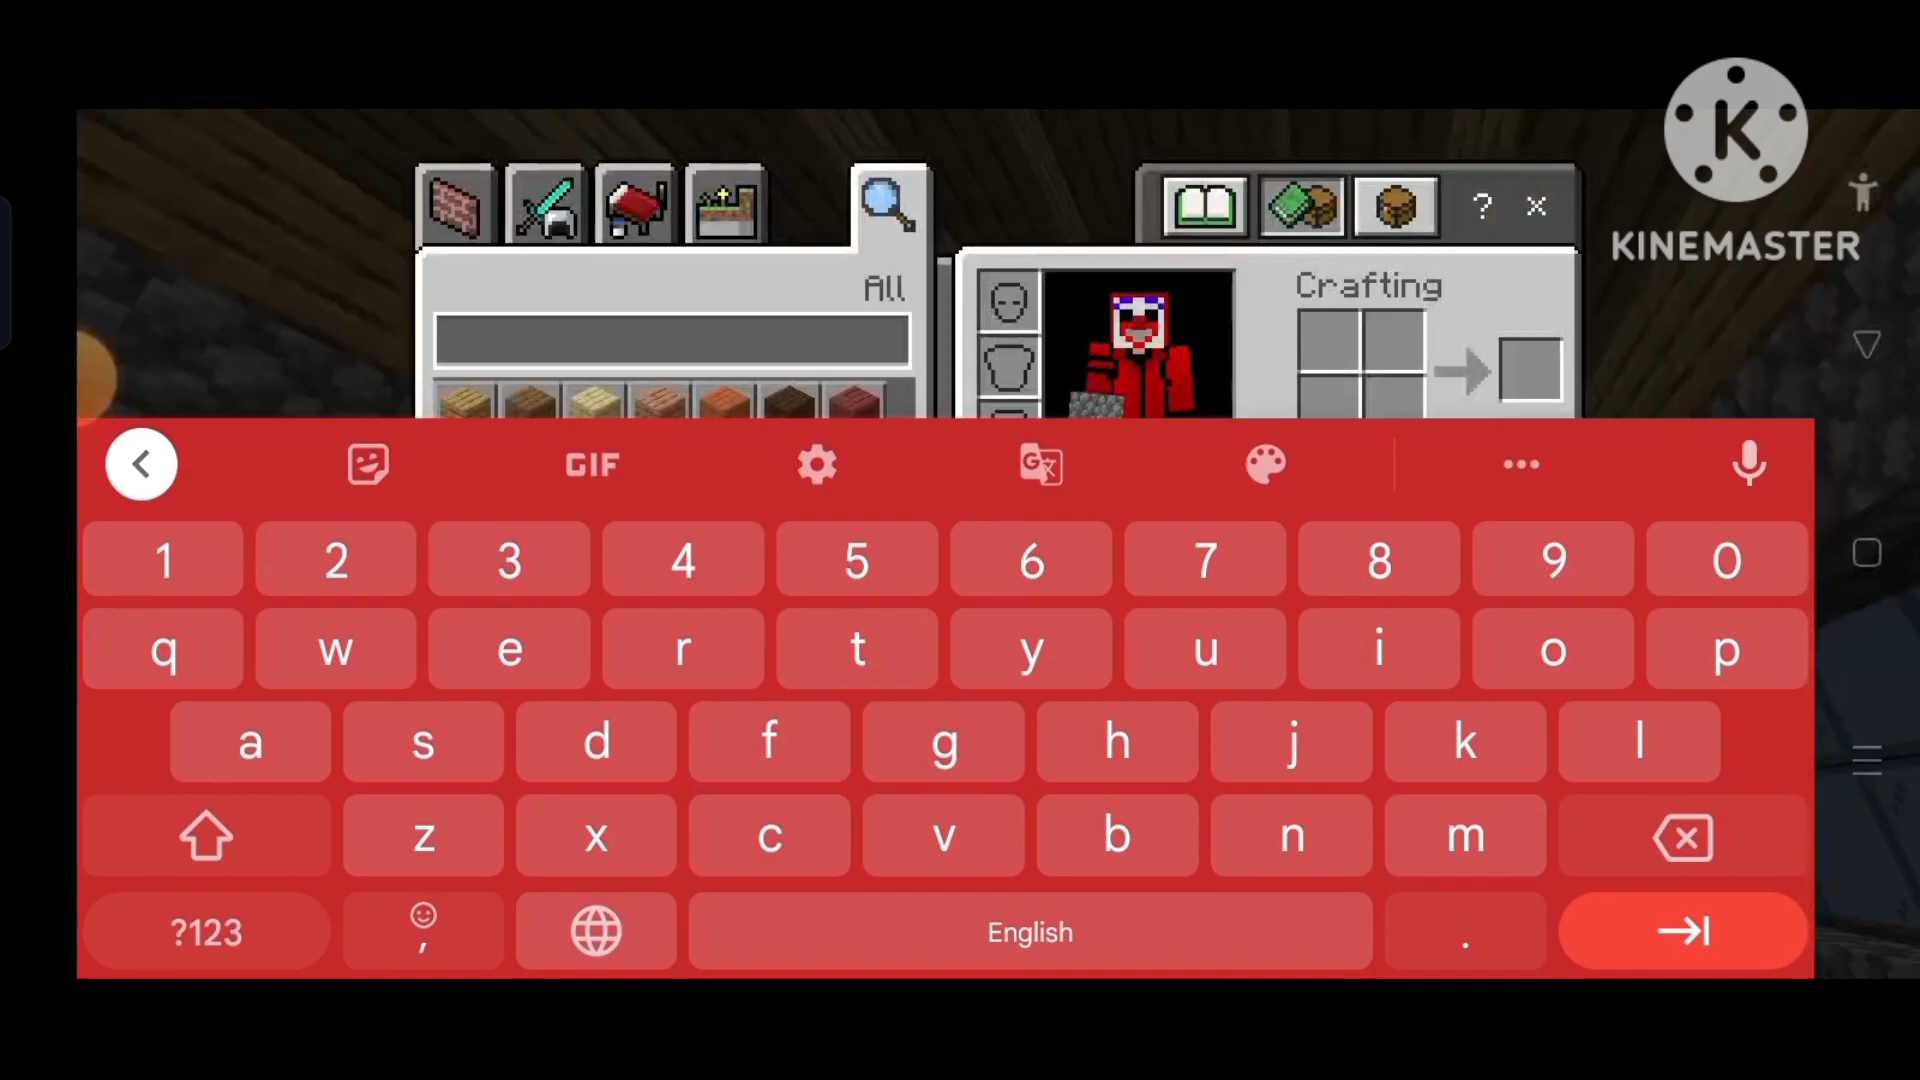 K
KINEMASTER
? x
All
Crafting
GIF
G
1 2 3 4 5 6 7 8 9 0
q w e r t y u i o p
a s d f g h j k l
z x c v b n m
?123 , English .